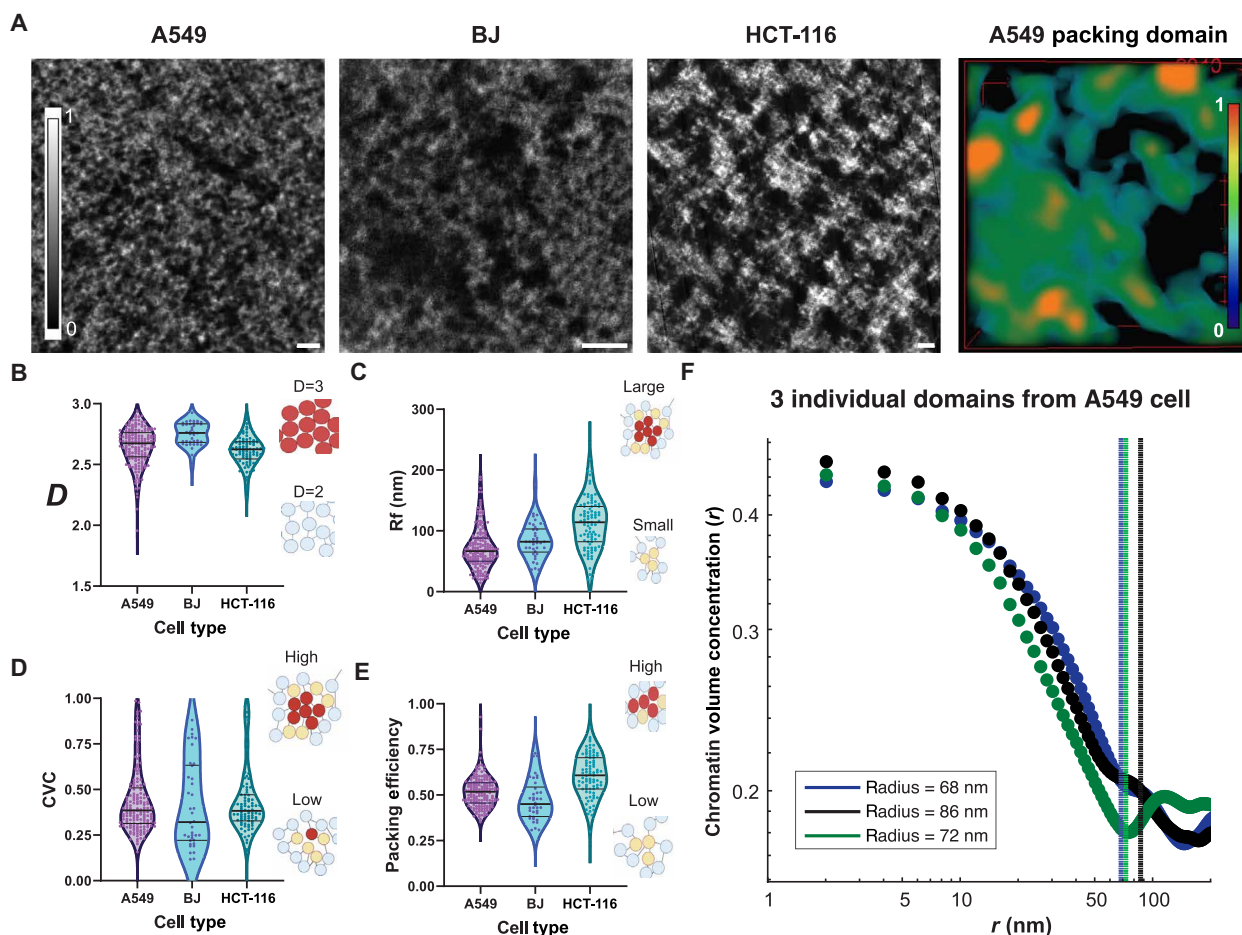 A
A549
BJ
HCT-116
A549 packing domain
1
0
1
0
B
D=3
3.0
2.5
2.0
1.5
D
D=2
A549
BJ
HCT-116
Cell type
C
Large
300
200
100
0
Rf (nm)
Small
A549
BJ
HCT-116
Cell type
D
High
1.00
0.75
0.50
0.25
0.00
CVC
Low
A549
BJ
HCT-116
Cell type
E
High
1.00
0.75
0.50
0.25
0.00
Packing efficiency
Low
A549
BJ
HCT-116
Cell type
F
3 individual domains from A549 cell
Chromatin volume concentration (r)
0.4
0.3
0.2
Radius = 68 nm
Radius = 86 nm
Radius = 72 nm
1
5
10
50
100
r (nm)